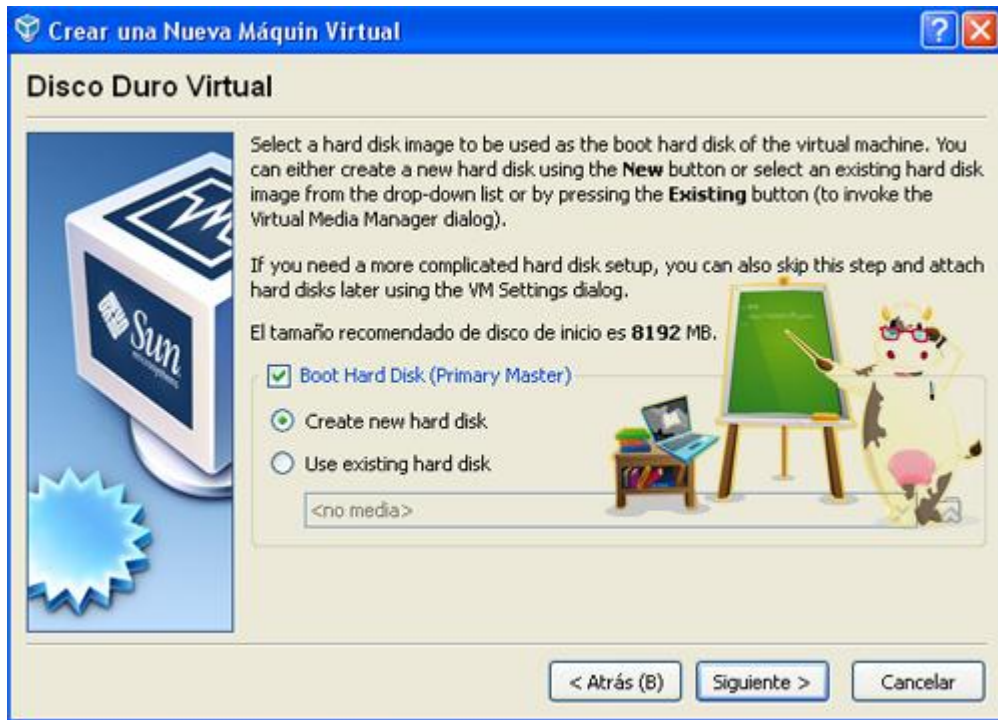 Crear una Nueva Máquin Virtual
Disco Duro Virtual
Select a hard disk image to be used as the boot hard disk of the virtual machine. You
can either create a new hard disk using the New button or select an existing hard disk
image from the drop-down list or by pressing the Existing button (to invoke the
Virtual Media Manager dialog).
If you need a more complicated hard disk setup, you can also skip this step and attach
hard disks later using the VM Settings dialog.
El tamaño recomendado de disco de inicio es 8192 MB.
Boot Hard Disk (Primary Master)
Create new hard disk
Use existing hard disk
<no media>
Sun
microsystems
< Atrás (B)
Siguiente >
Cancelar